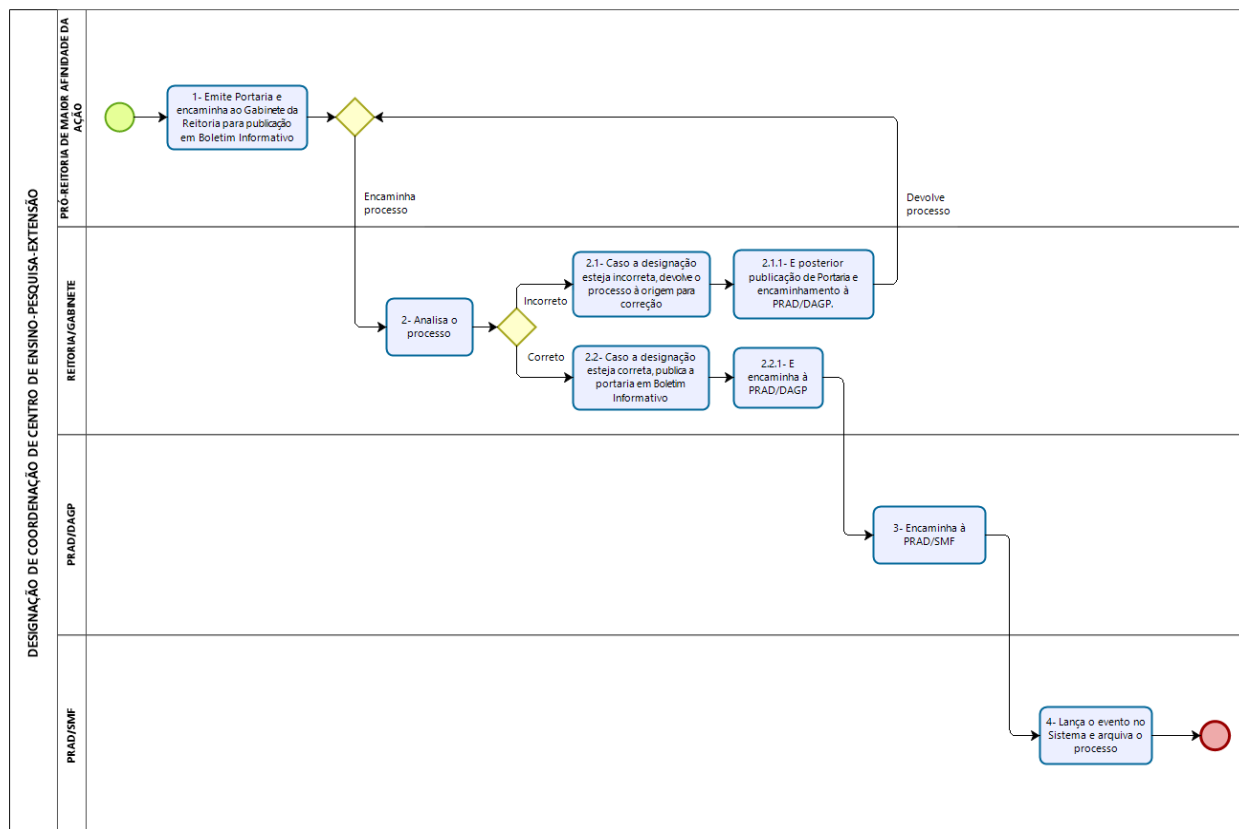 DESIGNAÇÃO DE COORDENAÇÃO DE CENTRO DE ENSINO-PESQUISA-EXTENSÃO
PRÓ-REITORIA DE MAIOR AFINIDADE DA
AÇÃO
1- Emite Portaria e
encaminha ao Gabinete da
Reitoria para publicação
em Boletim Informativo
Encaminha
processo
Devolve
processo
REITORIA/GABINETE
2- Analisa o
processo
Incorreto
Correto
2.1- Caso a designação
esteja incorreta, devolve o
processo à origem para
correção
2.1.1- E posterior
publicação de Portaria e
encaminhamento à
PRAD/DAGP.
2.2- Caso a designação
esteja correta, publica a
portaria em Boletim
Informativo
2.2.1- E
encaminha à
PRAD/DAGP
PRAD/DAGP
3- Encaminha à
PRAD/SMF
PRAD/SMF
4- Lança o evento no
Sistema e arquiva o
processo